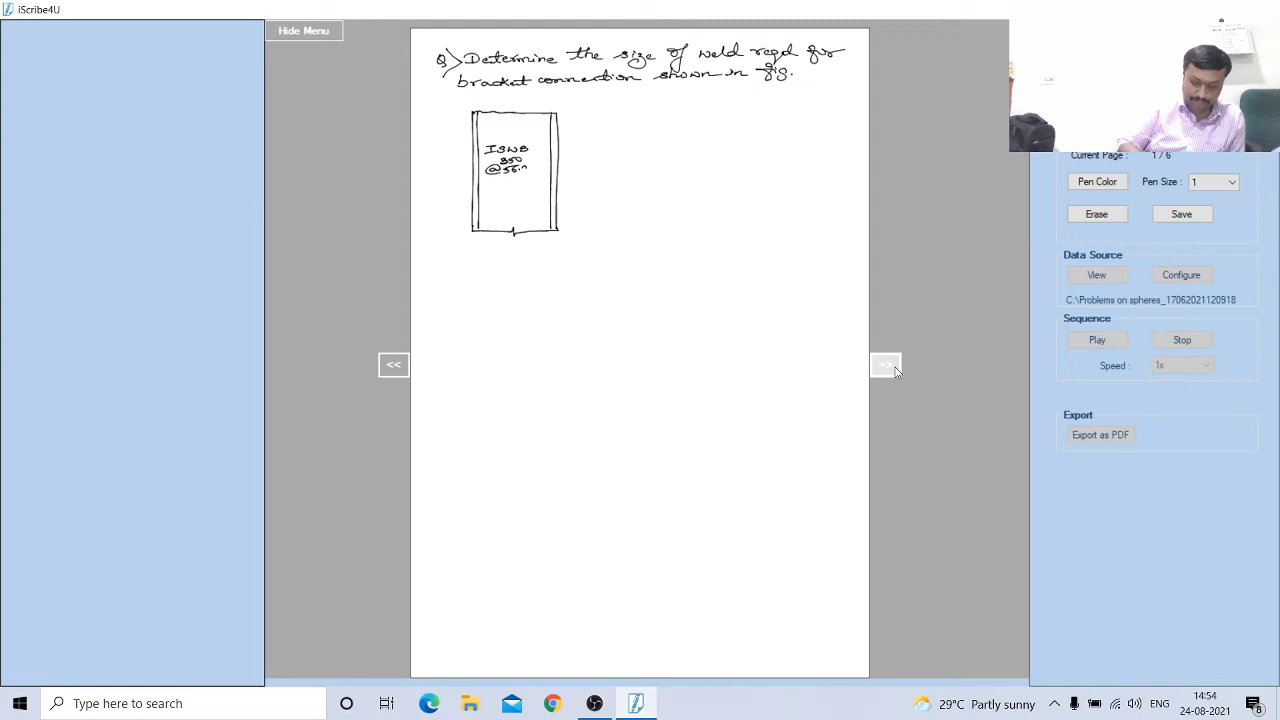 iScribe4U
Hide Menu
Q) Determine the size of weld reqd for
bracket connection shown in fig.
ISWB
350
@
<<
>>
Current Page : 1 / 6
Pen Color Pen Size : 1
Erase Save
Data Source
View Configure
C:\Problems on spheres_17062021120918
Sequence
Play Stop
Speed : 1x
Export
Export as PDF
Type here to search
29°C Partly sunny ENG 14:54
24-08-2021 8